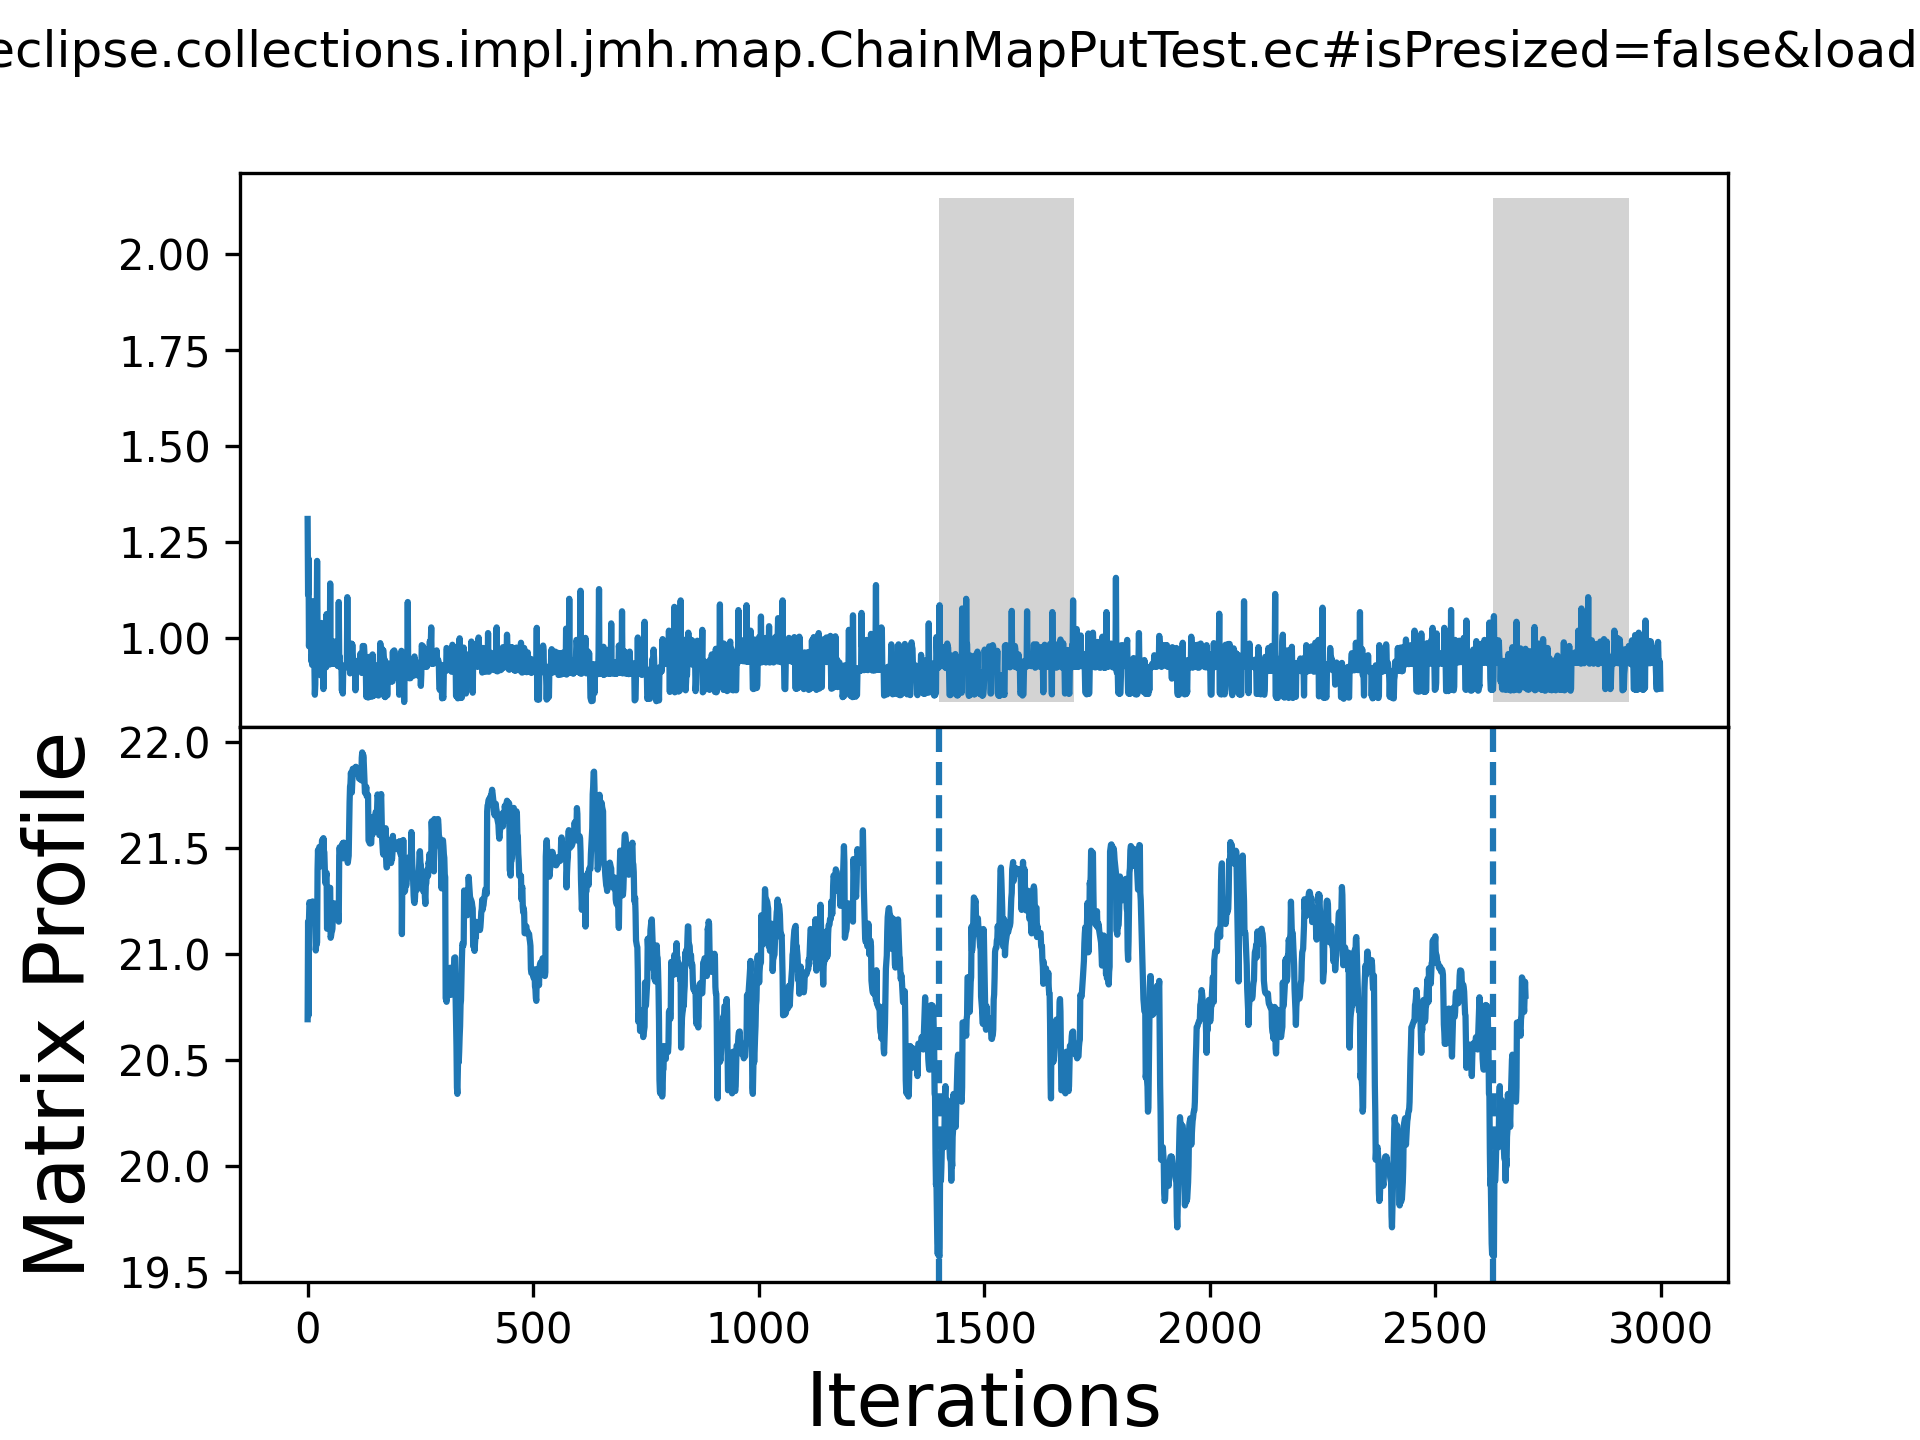 eclipse.collections.impl.jmh.map.ChainMapPutTest.ec#isPresized=false&load
2.00
1.75
1.50
1.25
1.00
22.0
21.5
21.0
20.5
20.0
19.5
Matrix Profile
0 500 1000 1500 2000 2500 3000
Iterations